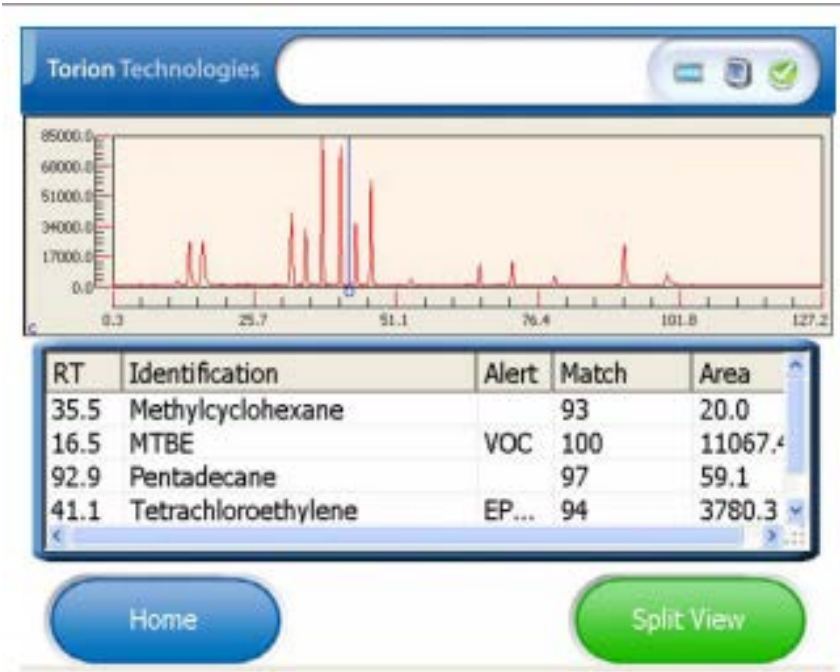 Torion Technologies
85000.0
68000.0
51000.0
34000.0
17000.0
0.0
0.3 25.7 51.1 76.4 101.8 127.2
c
RT Identification Alert Match Area
35.5 Methylcyclohexane 93 20.0
16.5 MTBE VOC 100 11067.4
92.9 Pentadecane 97 59.1
41.1 Tetrachloroethylene EP... 94 3780.3
Home
Split View